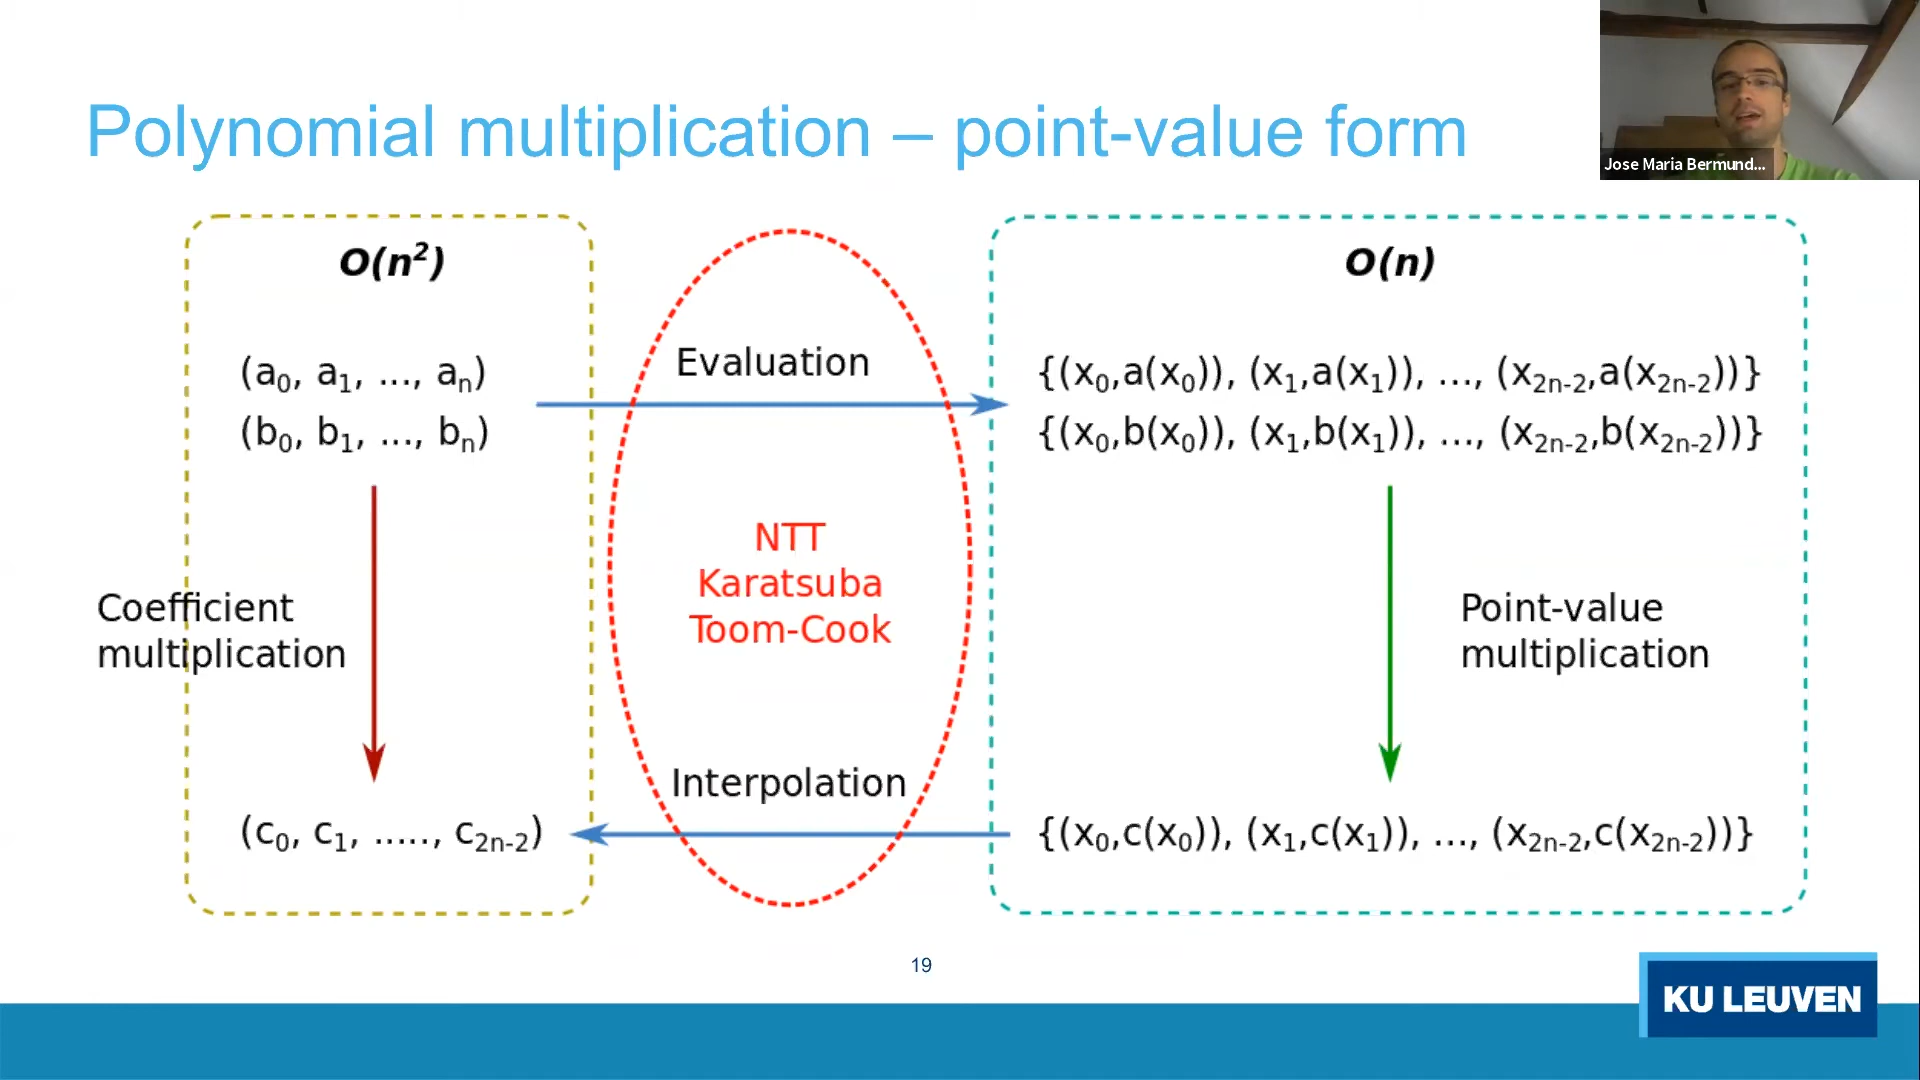 Polynomial multiplication – point-value form
Jose Maria Bermund...
O(n²)
O(n)
(a₀, a₁, ..., aₙ)
(b₀, b₁, ..., bₙ)
Evaluation
{(x₀,a(x₀)), (x₁,a(x₁)), ..., (x₂ₙ₋₂,a(x₂ₙ₋₂))}
{(x₀,b(x₀)), (x₁,b(x₁)), ..., (x₂ₙ₋₂,b(x₂ₙ₋₂))}
NTT
Karatsuba
Toom-Cook
Coefficient
multiplication
Point-value
multiplication
Interpolation
(c₀, c₁, ....., c₂ₙ₋₂)
{(x₀,c(x₀)), (x₁,c(x₁)), ..., (x₂ₙ₋₂,c(x₂ₙ₋₂))}
19
KU LEUVEN